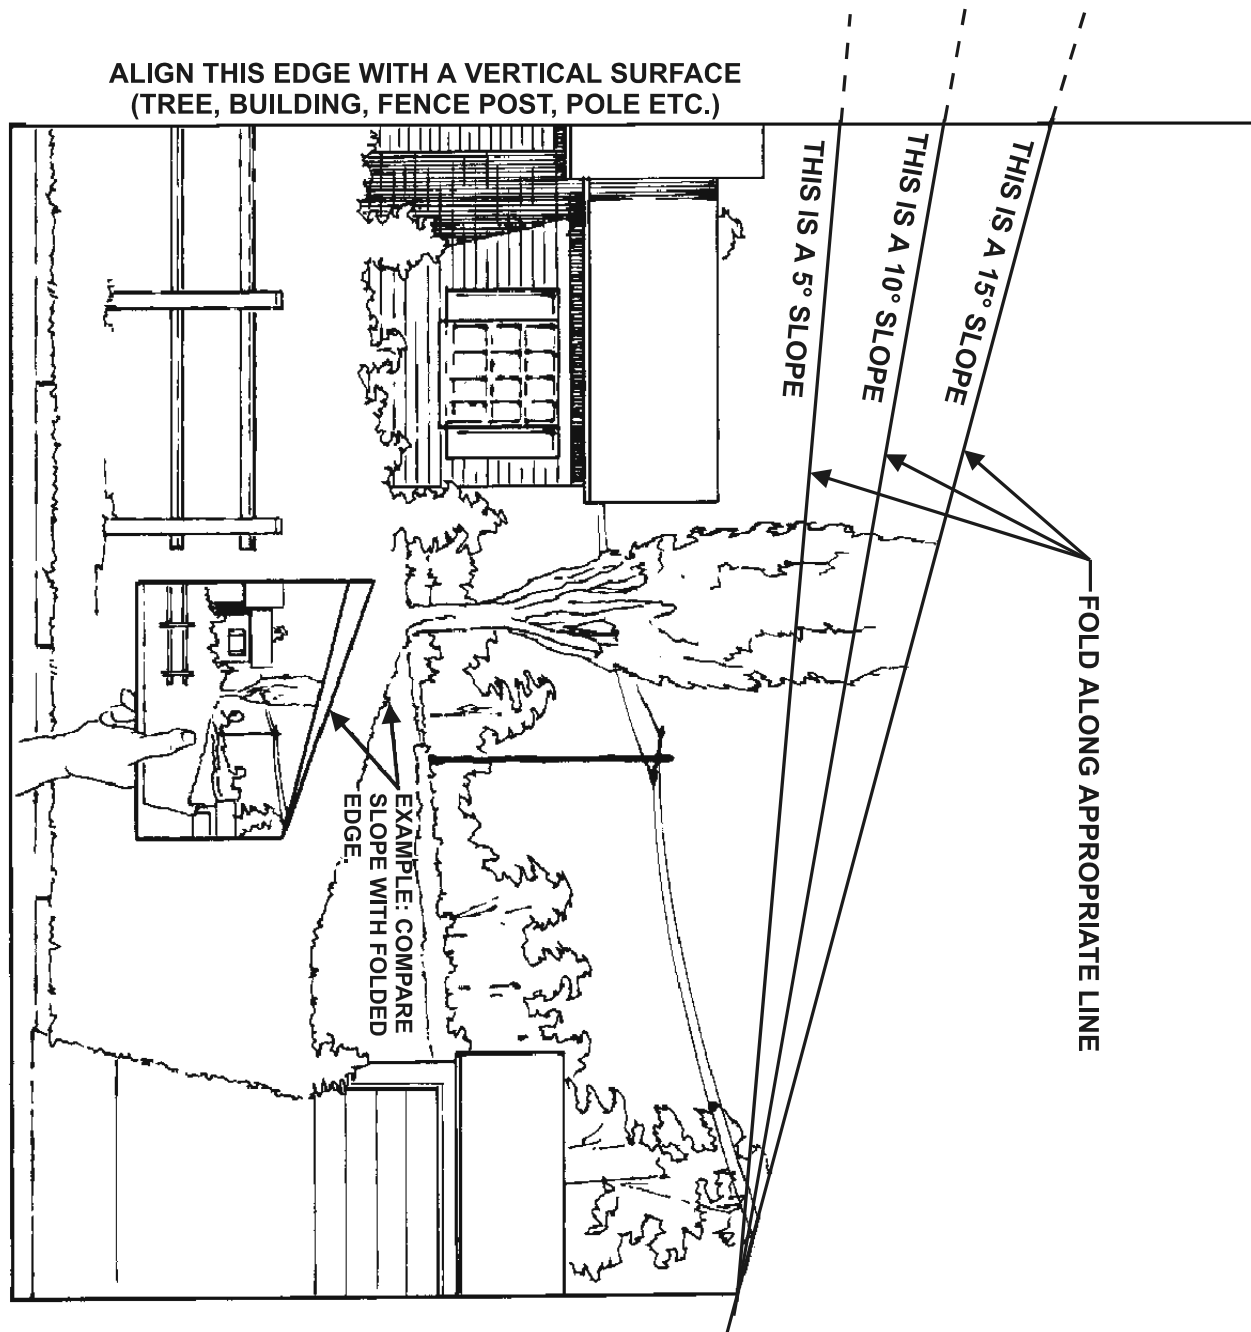 ALIGN THIS EDGE WITH A VERTICAL SURFACE
(TREE, BUILDING, FENCE POST, POLE ETC.)
THIS IS A 5° SLOPE
THIS IS A 10° SLOPE
THIS IS A 15° SLOPE
FOLD ALONG APPROPRIATE LINE
EXAMPLE: COMPARE
SLOPE WITH FOLDED
EDGE.